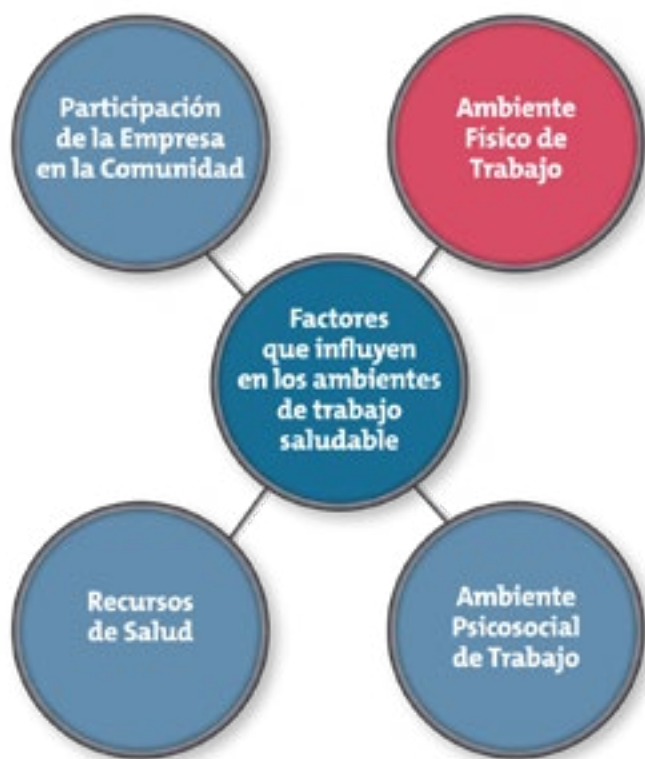 Participación
de la Empresa
en la Comunidad
Ambiente
Físico de
Trabajo
Factores
que influyen
en los ambientes
de trabajo
saludable
Recursos
de Salud
Ambiente
Psicosocial
de Trabajo